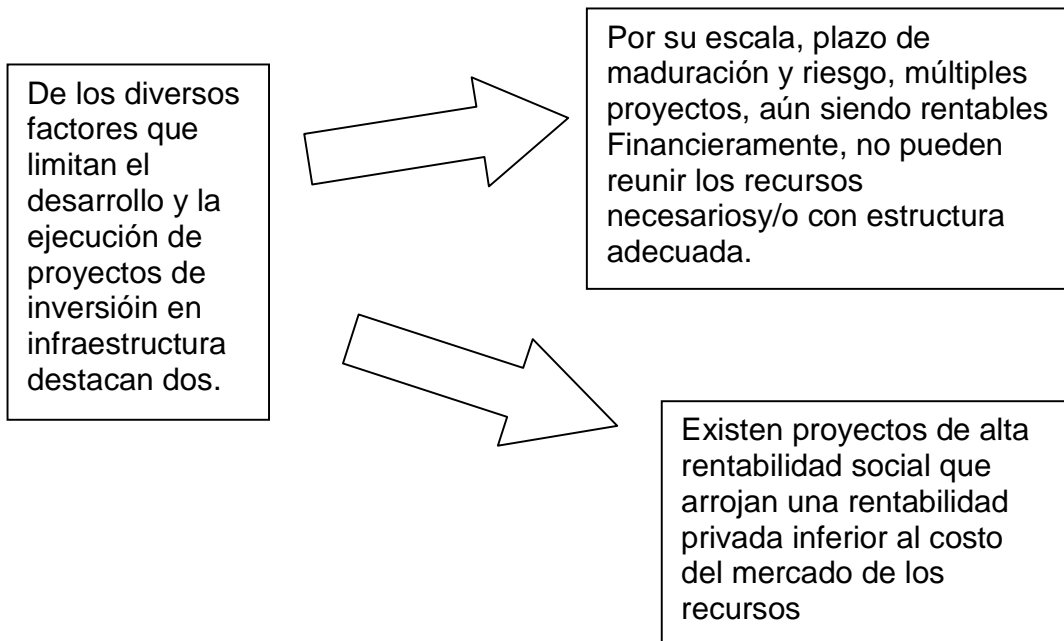 De los diversos
factores que
limitan el
desarrollo y la
ejecución de
proyectos de
inversióin en
infraestructura
destacan dos.
Por su escala, plazo de
maduración y riesgo, múltiples
proyectos, aún siendo rentables
Financieramente, no pueden
reunir los recursos
necesariosy/o con estructura
adecuada.
Existen proyectos de alta
rentabilidad social que
arrojan una rentabilidad
privada inferior al costo
del mercado de los
recursos